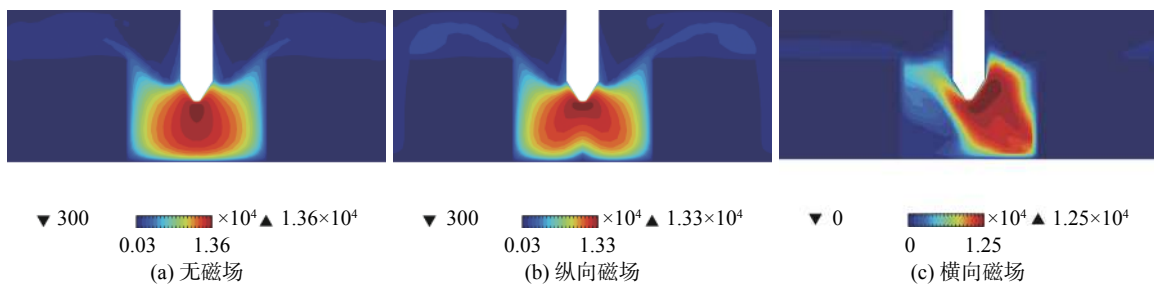 ▼ 300 ×10⁴ ▲ 1.36×10⁴
0.03 1.36
(a) 无磁场
▼ 300 ×10⁴ ▲ 1.33×10⁴
0.03 1.33
(b) 纵向磁场
▼ 0 ×10⁴ ▲ 1.25×10⁴
0 1.25
(c) 横向磁场